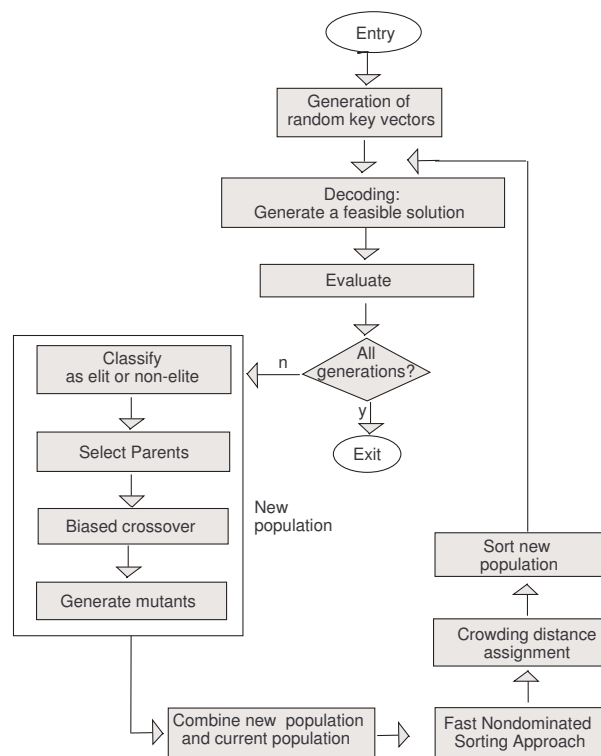 Entry
Generation of
random key vectors
Decoding:
Generate a feasible solution
Evaluate
All
generations?
n
y
Exit
Classify
as elit or non-elite
Select Parents
Biased crossover
Generate mutants
New
population
Combine new population
and current population
Fast Nondominated
Sorting Approach
Crowding distance
assignment
Sort new
population